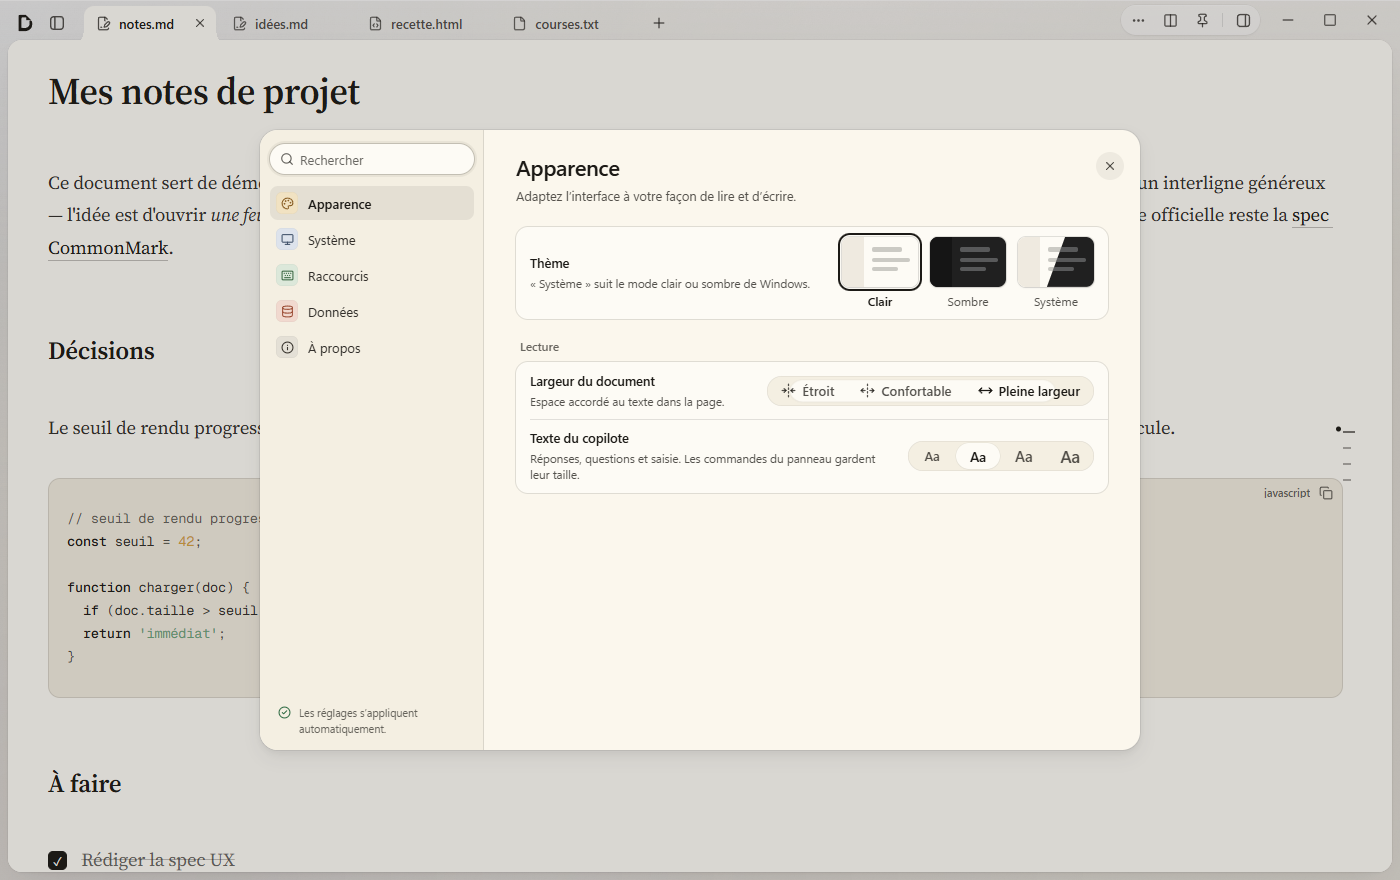 notes.md
idées.md
recette.html
courses.txt
Mes notes de projet
Ce document sert de dém
un interligne généreux
— l'idée est d'ouvrir une
e officielle reste la spec
CommonMark.
Rechercher
Apparence
Système
Raccourcis
Données
À propos
Les réglages s'appliquent
automatiquement.
Apparence
Adaptez l'interface à votre façon de lire et d'écrire.
Thème
« Système » suit le mode clair ou sombre de Windows.
Clair
Sombre
Système
Lecture
Largeur du document
Espace accordé au texte dans la page.
Étroit
Confortable
Pleine largeur
Texte du copilote
Réponses, questions et saisie. Les commandes du panneau gardent
leur taille.
Aa
Aa
Aa
Aa
Décisions
Le seuil de rendu progress
cule.
javascript
// seuil de rendu progres
const seuil = 42;
function charger(doc) {
if (doc.taille > seuil
return 'immédiat';
}
À faire
Rédiger la spec UX